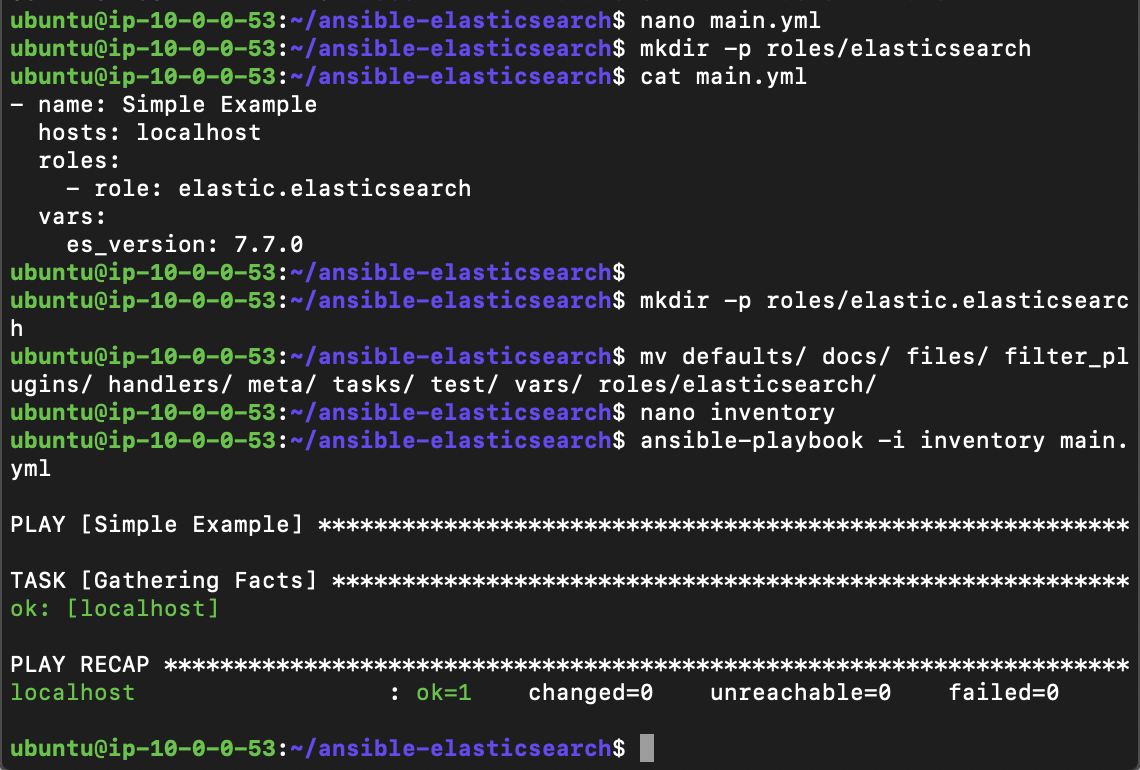 ubuntu@ip-10-0-0-53:~/ansible-elasticsearch$ nano main.yml
ubuntu@ip-10-0-0-53:~/ansible-elasticsearch$ mkdir -p roles/elasticsearch
ubuntu@ip-10-0-0-53:~/ansible-elasticsearch$ cat main.yml
- name: Simple Example
  hosts: localhost
  roles:
    - role: elastic.elasticsearch
  vars:
    es_version: 7.7.0
ubuntu@ip-10-0-0-53:~/ansible-elasticsearch$
ubuntu@ip-10-0-0-53:~/ansible-elasticsearch$ mkdir -p roles/elastic.elasticsearc
h
ubuntu@ip-10-0-0-53:~/ansible-elasticsearch$ mv defaults/ docs/ files/ filter_pl
ugins/ handlers/ meta/ tasks/ test/ vars/ roles/elasticsearch/
ubuntu@ip-10-0-0-53:~/ansible-elasticsearch$ nano inventory
ubuntu@ip-10-0-0-53:~/ansible-elasticsearch$ ansible-playbook -i inventory main.
yml
PLAY [Simple Example] **********************************************************
TASK [Gathering Facts] *********************************************************
ok: [localhost]
PLAY RECAP *********************************************************************
localhost                  : ok=1    changed=0    unreachable=0    failed=0
ubuntu@ip-10-0-0-53:~/ansible-elasticsearch$